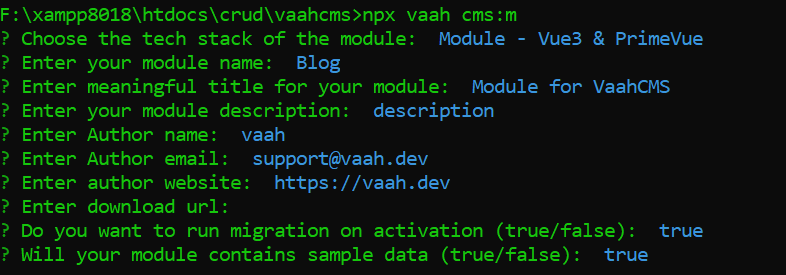 F:\xampp8018\htdocs\crud\vaahcms>npx vaah cms:m
? Choose the tech stack of the module:  Module - Vue3 & PrimeVue
? Enter your module name:  Blog
? Enter meaningful title for your module:  Module for VaahCMS
? Enter your module description:  description
? Enter Author name:  vaah
? Enter Author email:  support@vaah.dev
? Enter author website:  https://vaah.dev
? Enter download url:
? Do you want to run migration on activation (true/false):  true
? Will your module contains sample data (true/false):  true